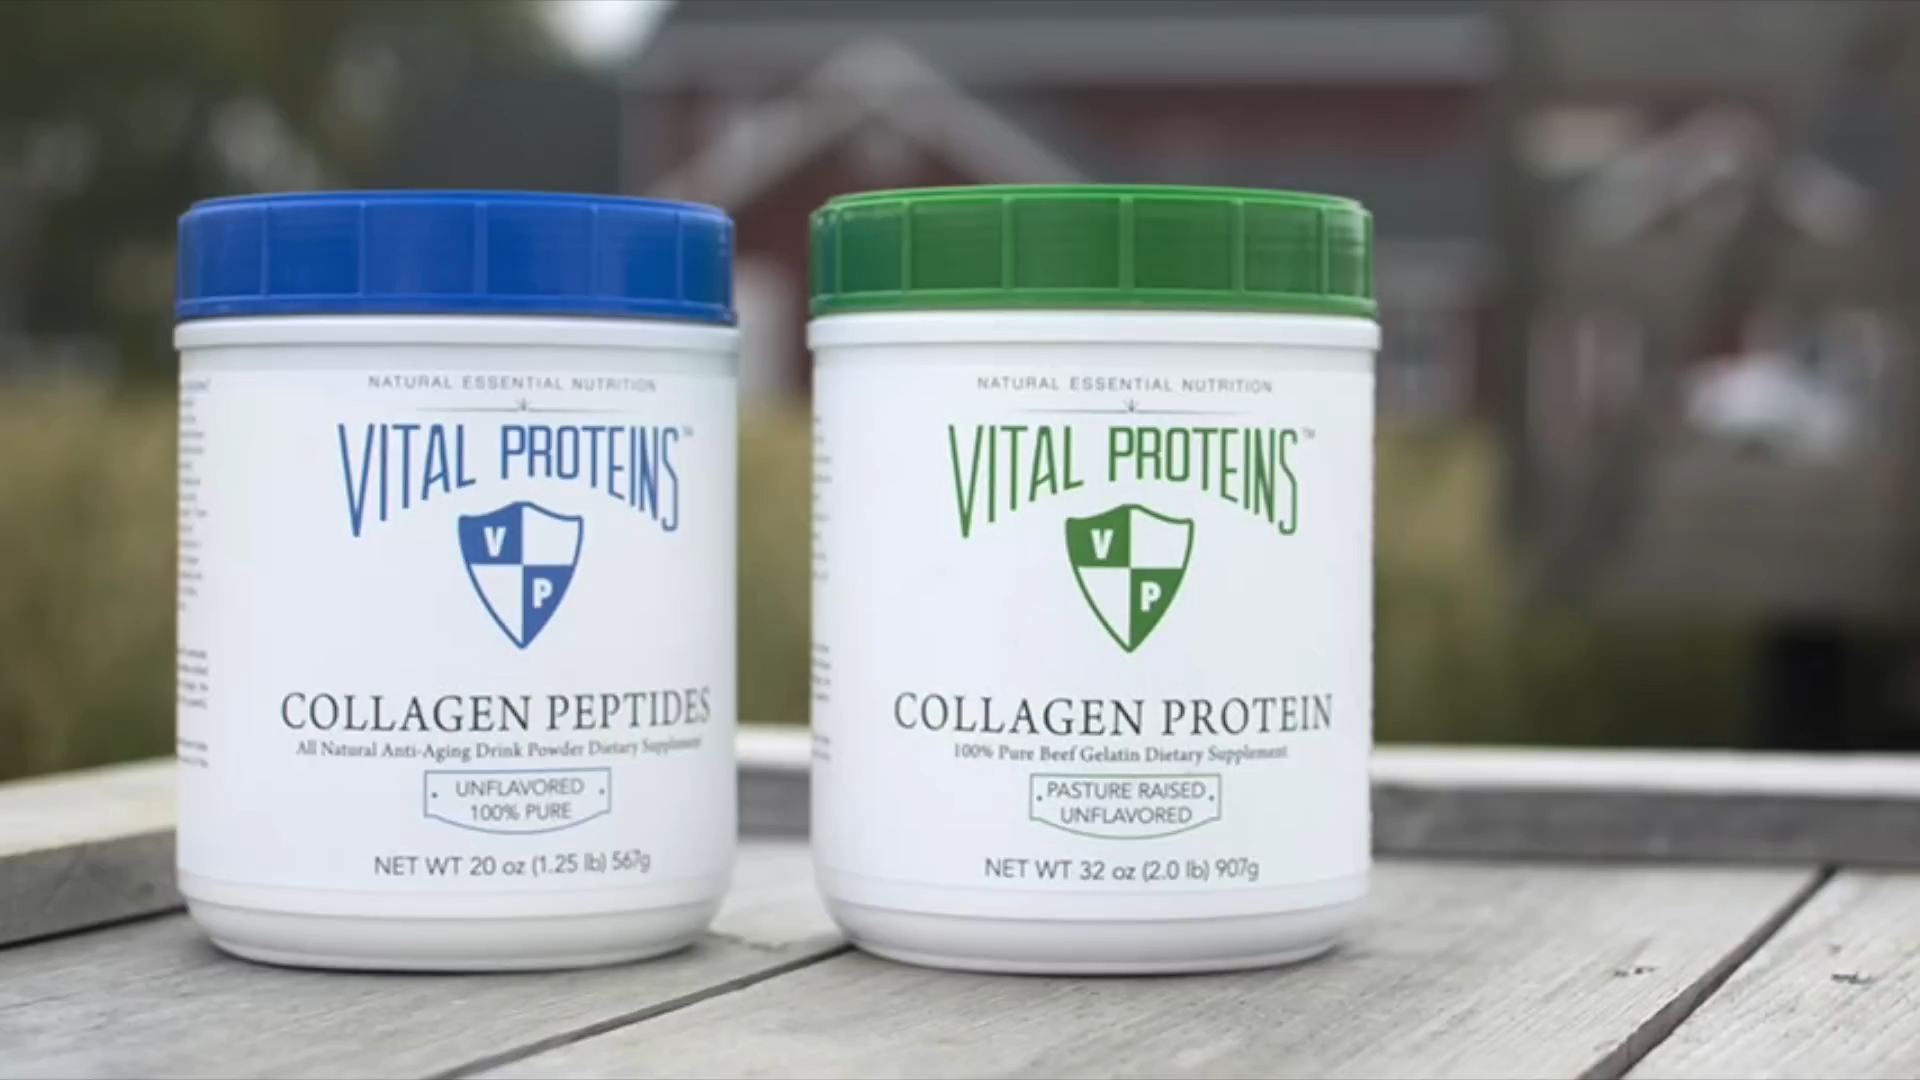 NATURAL ESSENTIAL NUTRITION
VITAL PROTEINS™
V
P
COLLAGEN PEPTIDES
All Natural Anti-Aging Drink Powder Dietary Supplement
UNFLAVORED
100% PURE
NET WT 20 oz (1.25 lb) 567g
NATURAL ESSENTIAL NUTRITION
VITAL PROTEINS™
V
P
COLLAGEN PROTEIN
100% Pure Beef Gelatin Dietary Supplement
PASTURE RAISED
UNFLAVORED
NET WT 32 oz (2.0 lb) 907g